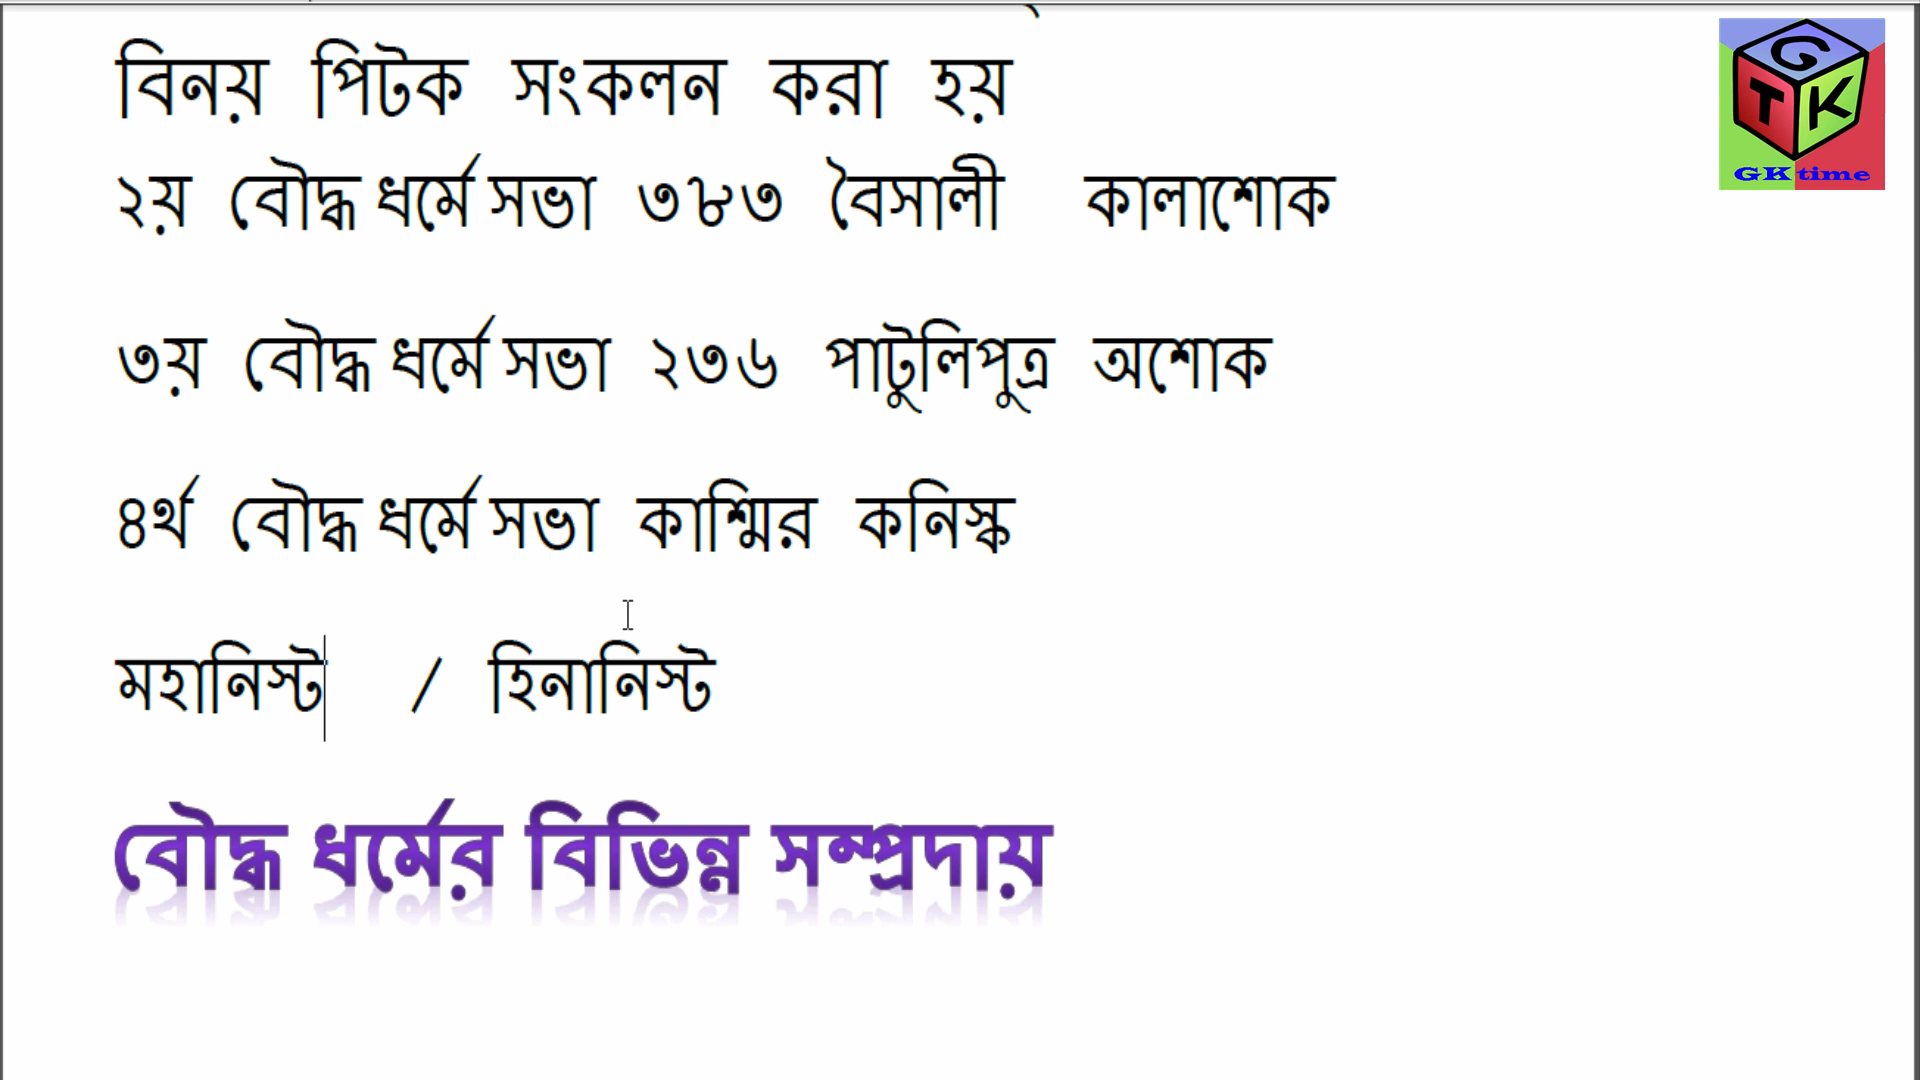 বিনয় পিটক সংকলন করা হয়
২য় বৌদ্ধ ধর্মে সভা ৩৮৩ বৈসালী কালাশোক
৩য় বৌদ্ধ ধর্মে সভা ২৩৬ পাটুলিপুত্র অশোক
৪র্থ বৌদ্ধ ধর্মে সভা কাশ্মির কনিস্ক
মহানিস্ট / হিনানিস্ট
বৌদ্ধ ধর্মের বিভিন্ন সম্প্রদায়
G
T K
GK time